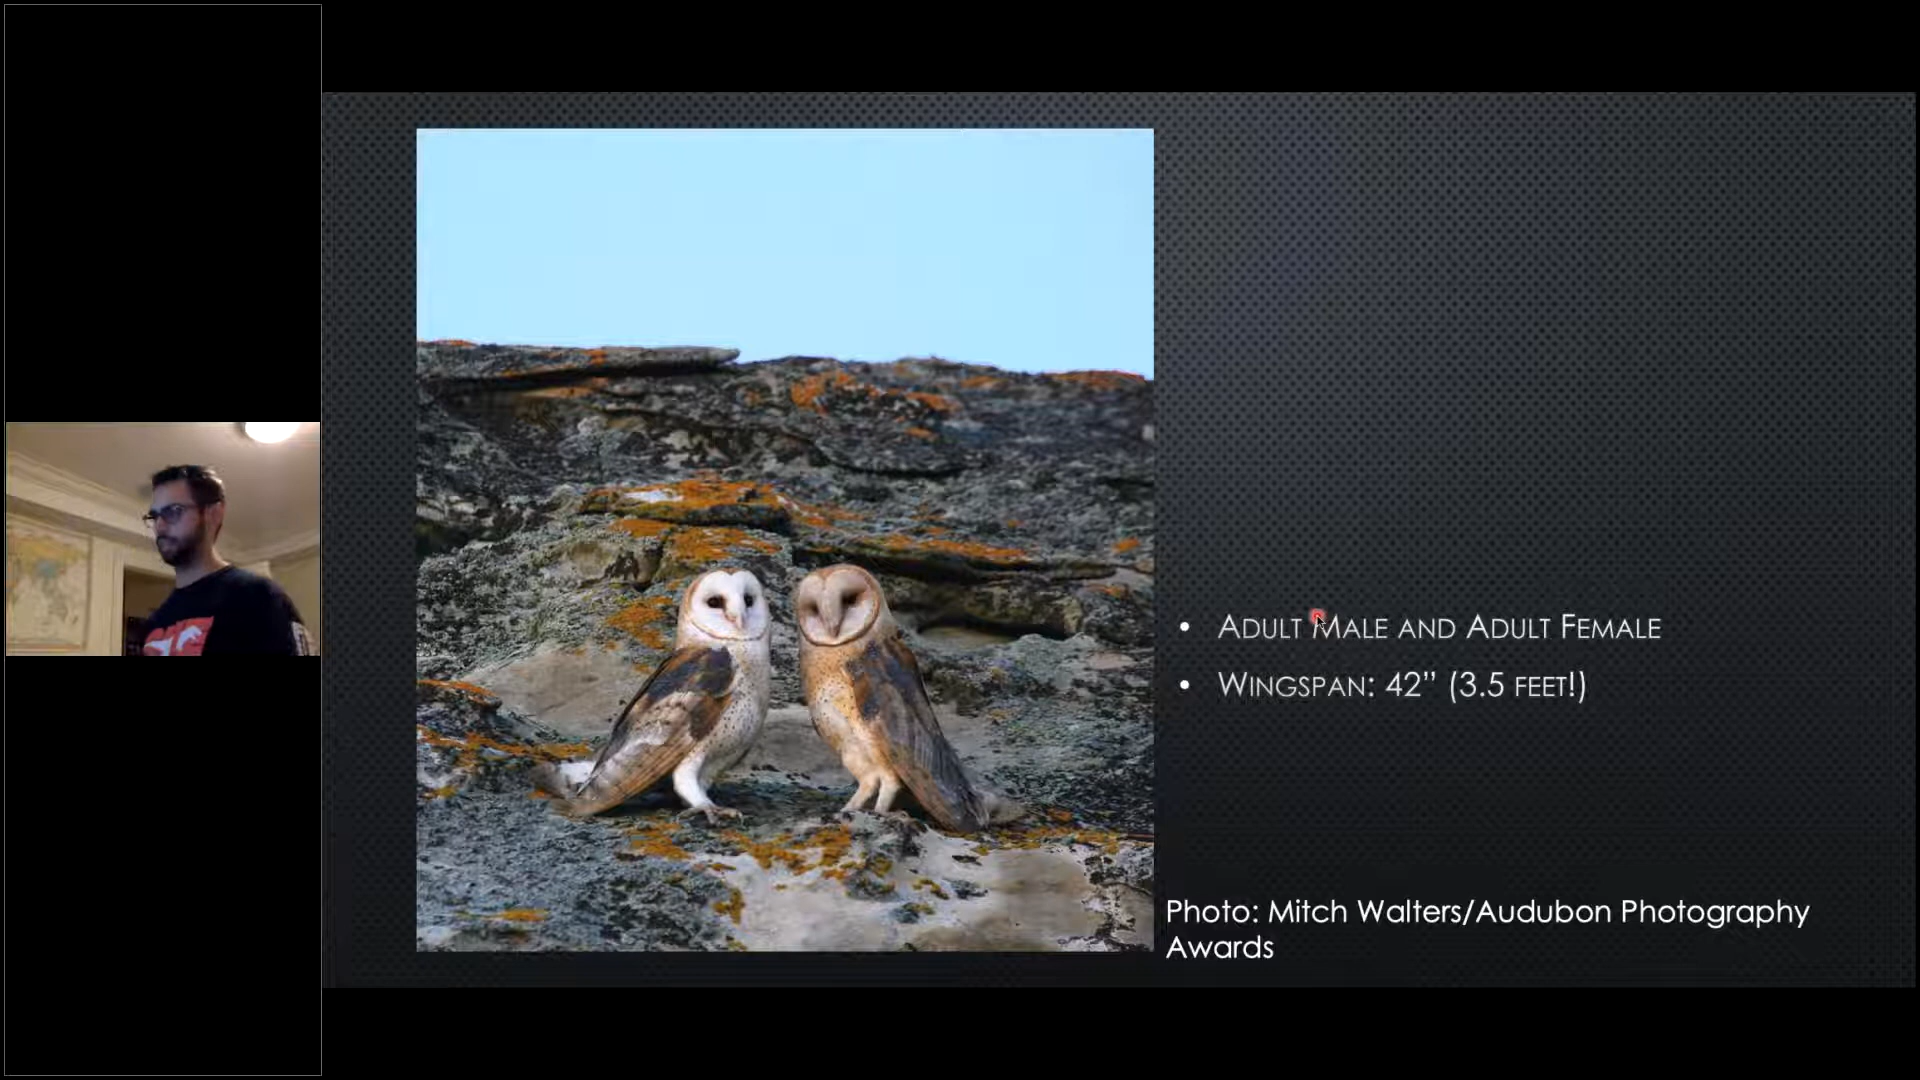 • Adult Male and Adult Female
• Wingspan: 42” (3.5 feet!)
Photo: Mitch Walters/Audubon Photography
Awards